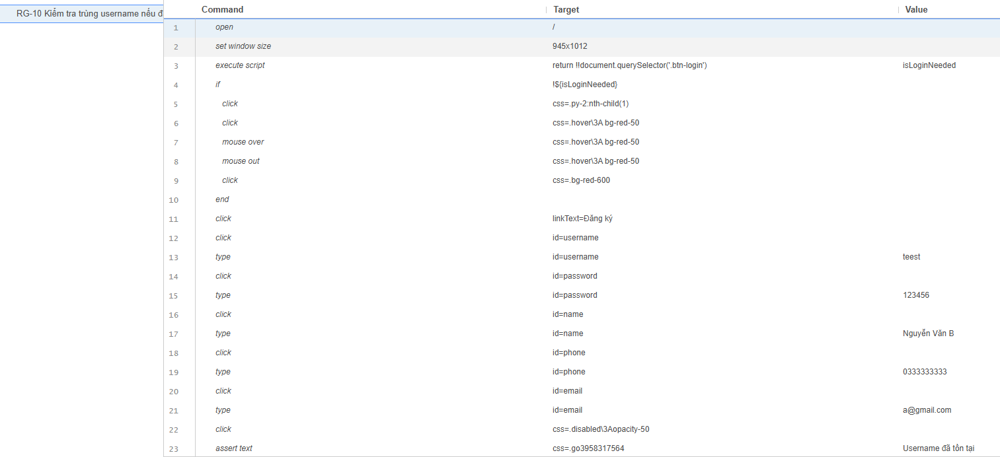 RG-10 Kiểm tra trùng username nếu đ
Command Target Value
1 open /
2 set window size 945x1012
3 execute script return !!document.querySelector('.btn-login') isLoginNeeded
4 if !${isLoginNeeded}
5 click css=.py-2:nth-child(1)
6 click css=.hover\3A bg-red-50
7 mouse over css=.hover\3A bg-red-50
8 mouse out css=.hover\3A bg-red-50
9 click css=.bg-red-600
10 end
11 click linkText=Đăng ký
12 click id=username
13 type id=username teest
14 click id=password
15 type id=password 123456
16 click id=name
17 type id=name Nguyễn Văn B
18 click id=phone
19 type id=phone 0333333333
20 click id=email
21 type id=email a@gmail.com
22 click css=.disabled\3Aopacity-50
23 assert text css=.go3958317564 Username đã tồn tại